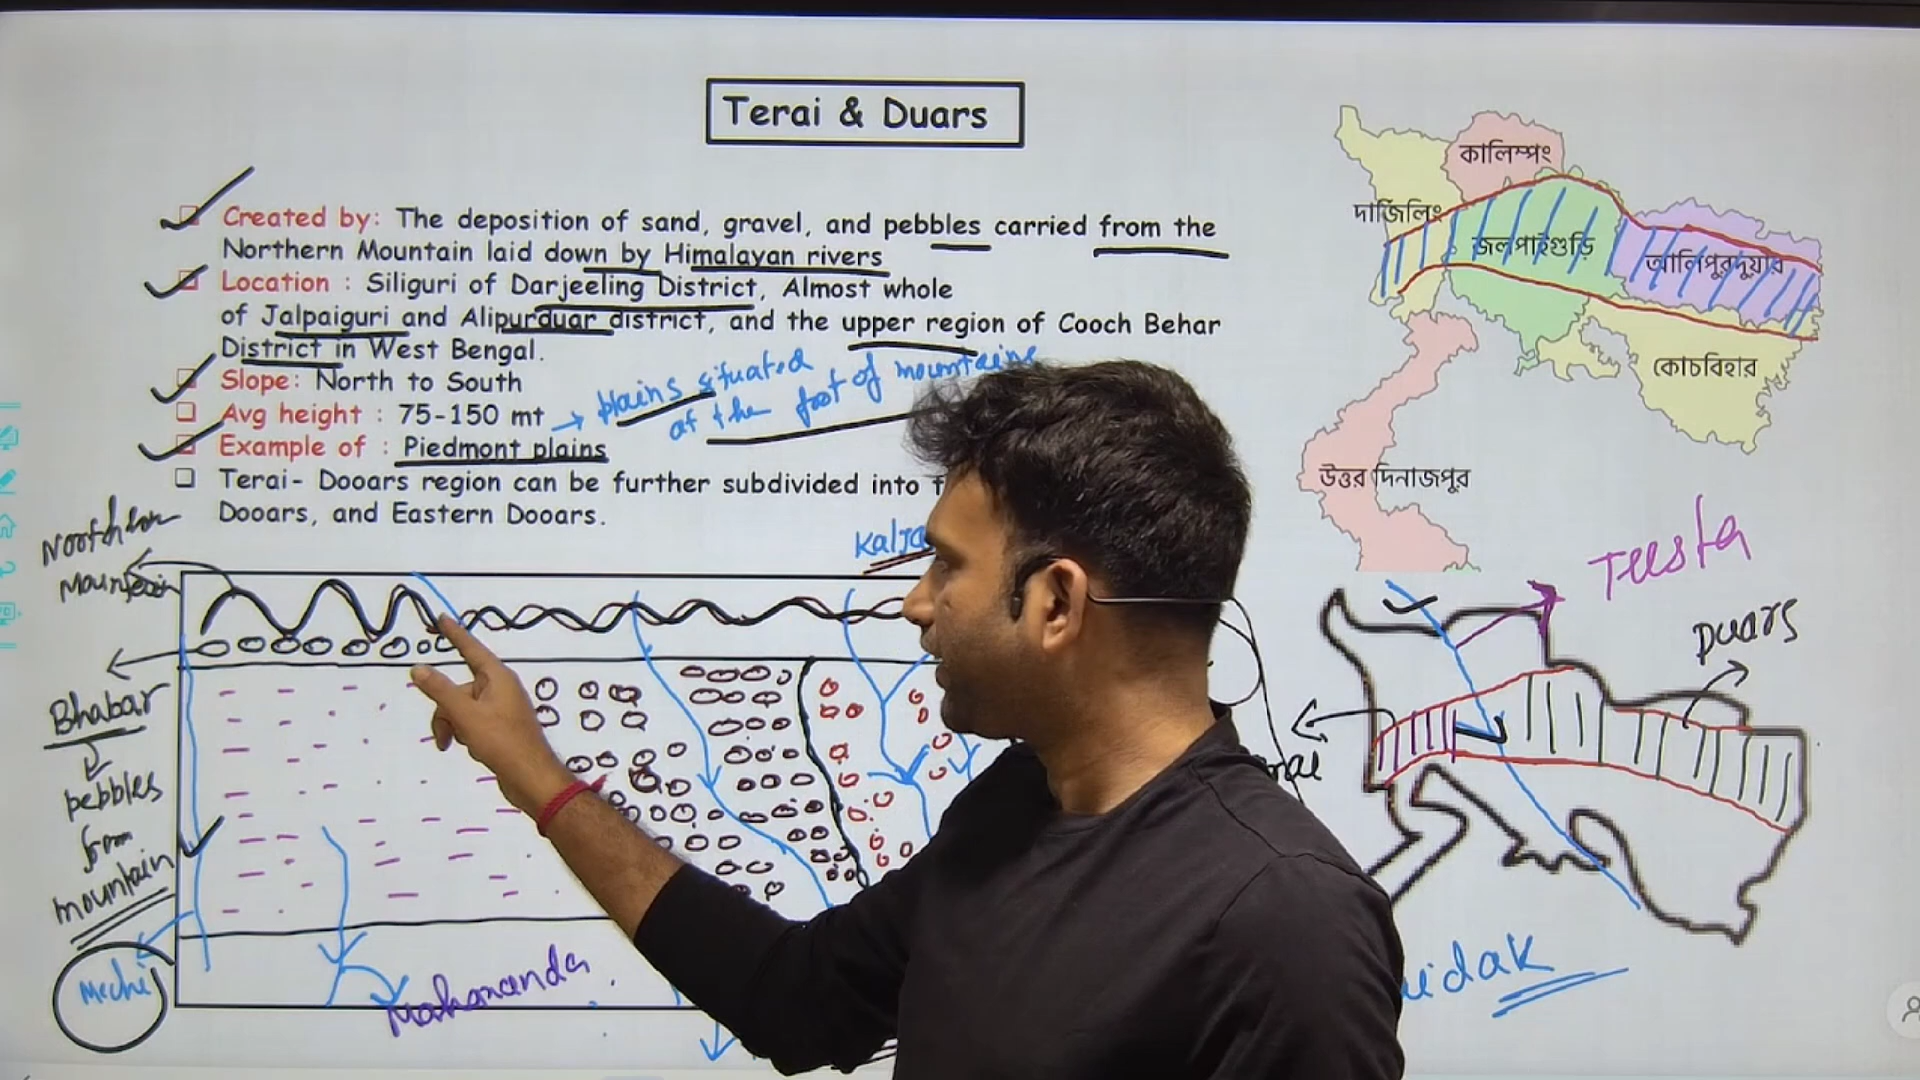 Terai & Duars
Created by: The deposition of sand, gravel, and pebbles carried from the
Northern Mountain laid down by Himalayan rivers
Location : Siliguri of Darjeeling District, Almost whole
of Jalpaiguri and Alipurduar district, and the upper region of Cooch Behar
District in West Bengal.
Slope: North to South
Avg height : 75-150 mt
Example of : Piedmont plains
Terai- Dooars region can be further subdivided into
Dooars, and Eastern Dooars.
→ plains situated
at the foot of mountains
Northern
Mountain
Bhabar
pebbles
from
mountain
Mechi
Mahananda
কালিম্পং
দার্জিলিং
জলপাইগুড়ি
আলিপুরদুয়ার
কোচবিহার
উত্তর দিনাজপুর
Teesta
Duars